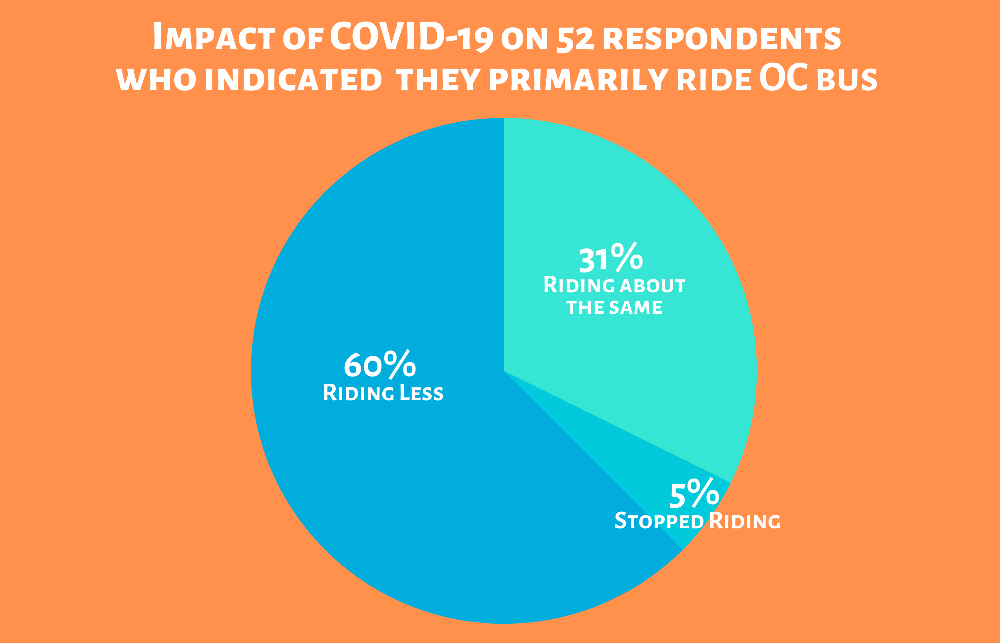 Impact of COVID-19 on 52 respondents
who indicated they primarily ride OC bus
31%
Riding about
the same
60%
Riding Less
5%
Stopped Riding